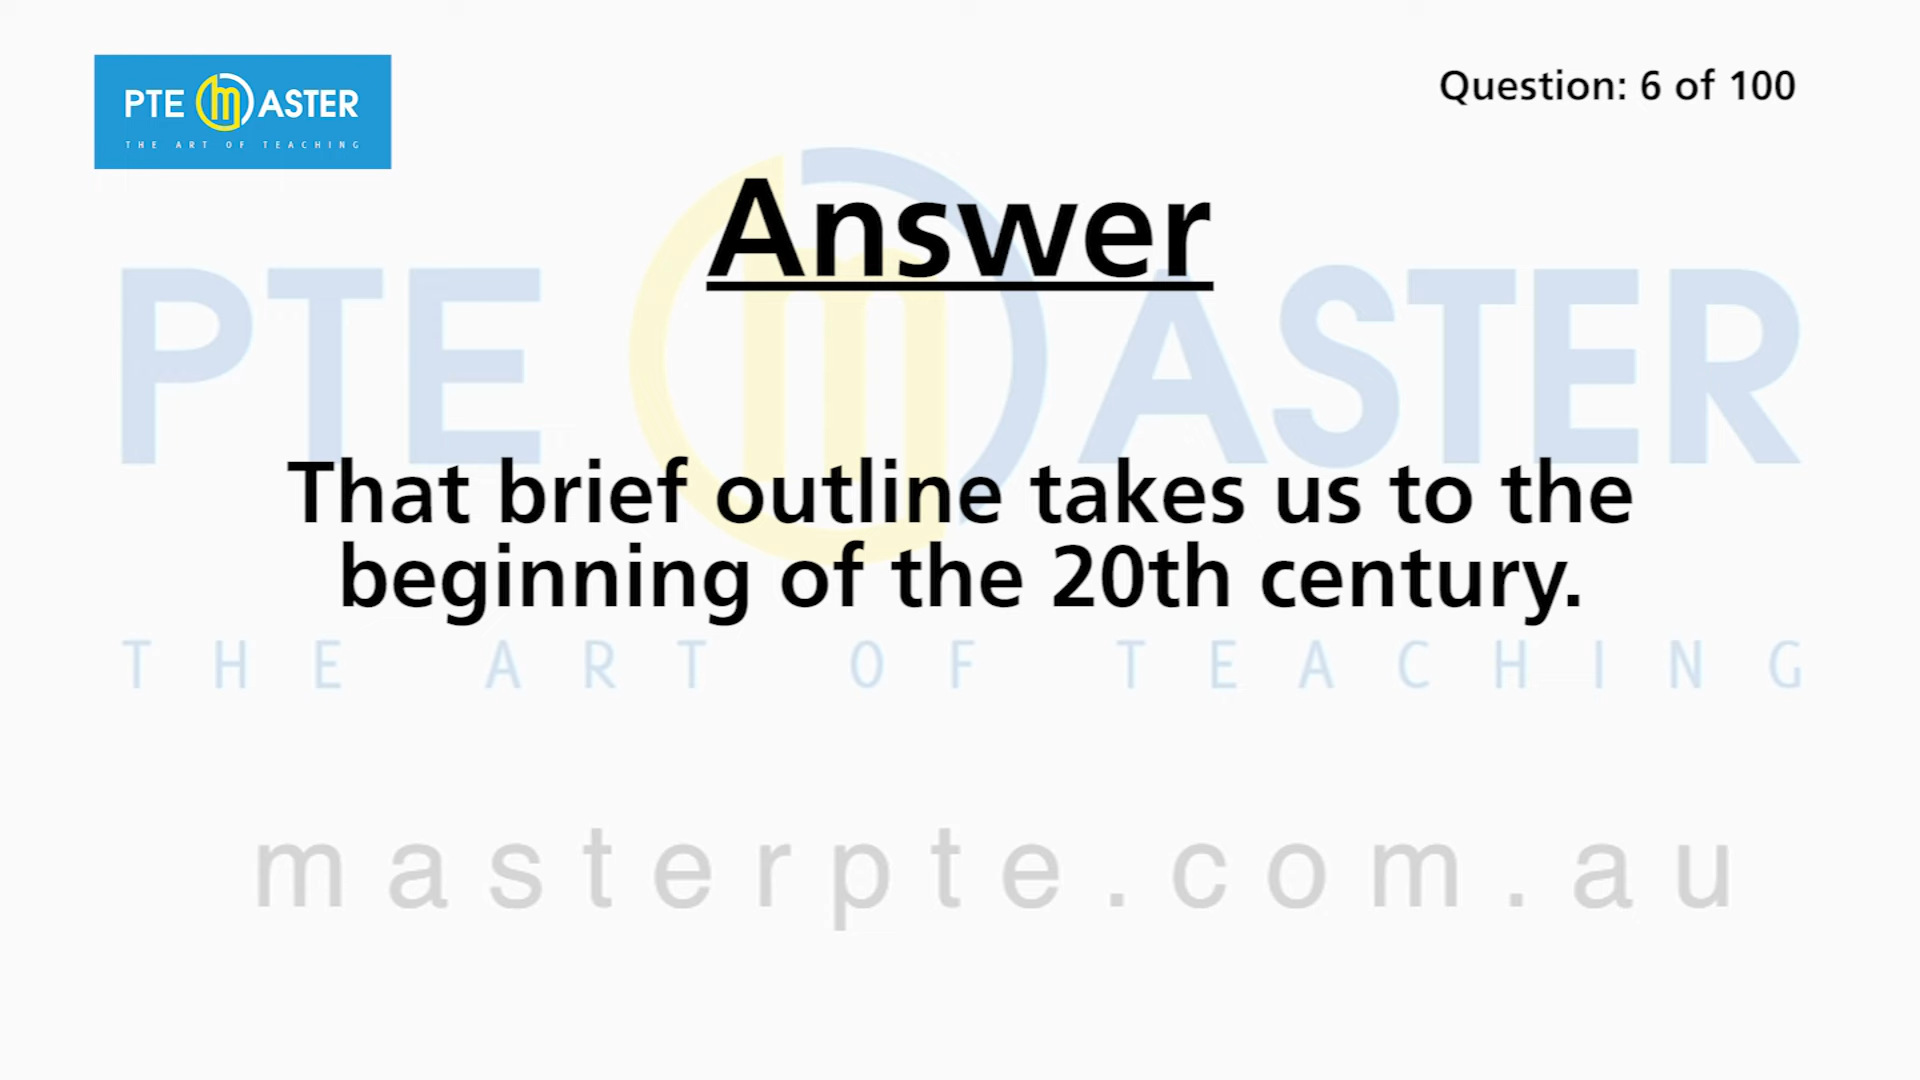 PTE MASTER
THE ART OF TEACHING
Question: 6 of 100
Answer
PTE MASTER
That brief outline takes us to the
beginning of the 20th century.
THE ART OF TEACHING
masterpte.com.au